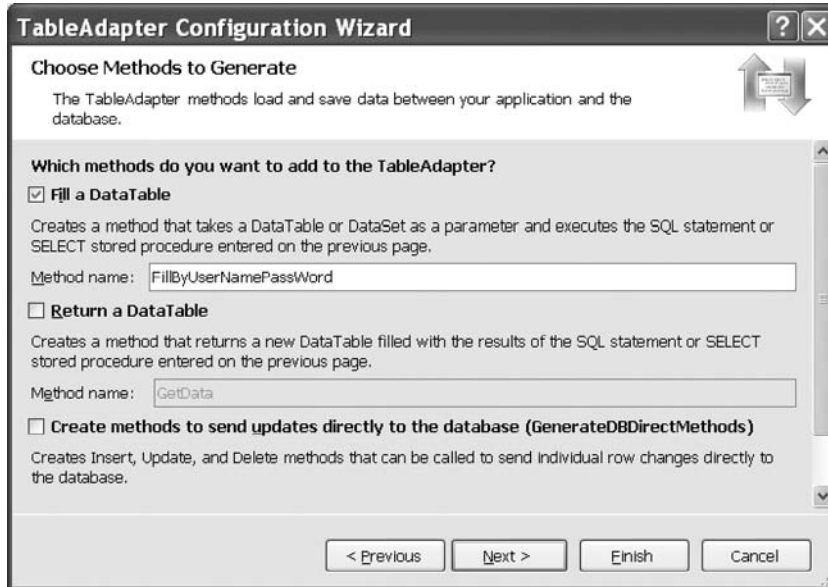 TableAdapter Configuration Wizard
Choose Methods to Generate
The TableAdapter methods load and save data between your application and the
database.
Which methods do you want to add to the TableAdapter?
Fill a DataTable
Creates a method that takes a DataTable or DataSet as a parameter and executes the SQL statement or
SELECT stored procedure entered on the previous page.
Method name: FillByUserNamePassWord
Return a DataTable
Creates a method that returns a new DataTable filled with the results of the SQL statement or SELECT
stored procedure entered on the previous page.
Method name: GetData
Create methods to send updates directly to the database (GenerateDBDirectMethods)
Creates Insert, Update, and Delete methods that can be called to send individual row changes directly to
the database.
< Previous Next > Finish Cancel